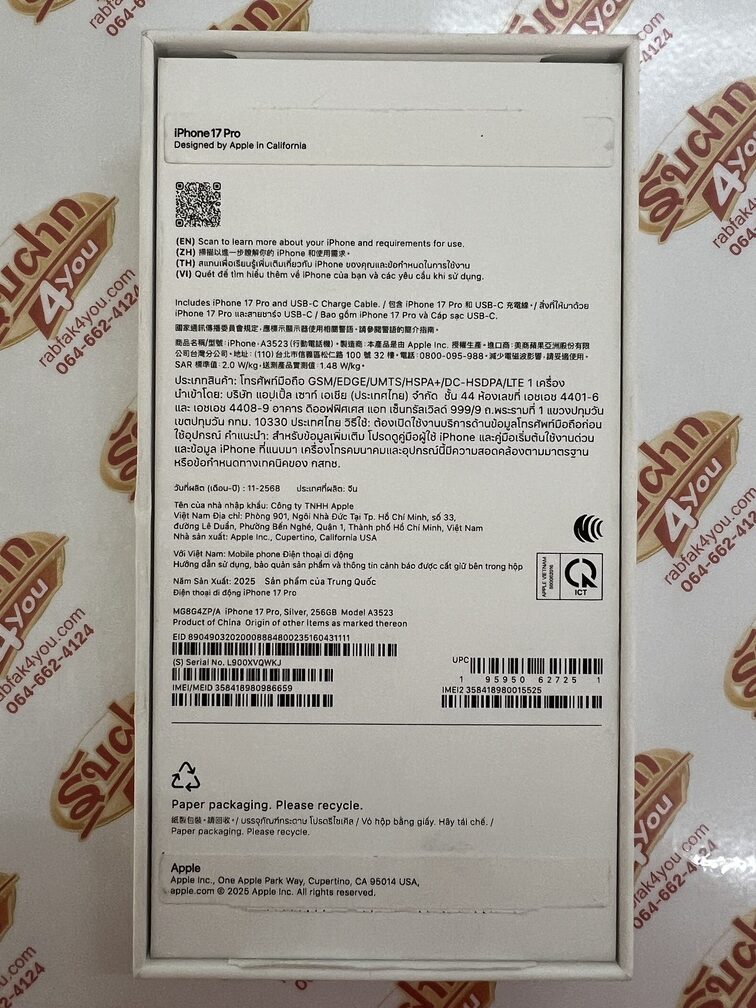 iPhone 17 Pro
Designed by Apple in California
(EN) Scan to learn more about your iPhone and requirements for use.
(ZH) 掃描以進一步了解你的 iPhone 和使用需求。
(TH) สแกนเพื่อเรียนรู้เพิ่มเติมเกี่ยวกับ iPhone ของคุณและข้อกำหนดในการใช้งาน
(VI) Quét để tìm hiểu thêm về iPhone của bạn và các yêu cầu khi sử dụng.
Includes iPhone 17 Pro and USB-C Charge Cable. / 包含 iPhone 17 Pro 和 USB-C 充電線。/ สิ่งที่ให้มาด้วย
iPhone 17 Pro และสายชาร์จ USB-C / Bao gồm iPhone 17 Pro và Cáp sạc USB-C.
國家通訊傳播委員會規定，應標示顯示器使用相關警語。請參閱警語的簡介指南。
商品名稱/型號：iPhone・A3523 (行動電話機)・製造商：本產品是由 Apple Inc. 授權生產。進口商：美商蘋果亞洲股份有限
公司台灣分公司・地址：(110) 台北市信義區松仁路 100 號 32 樓・電話：0800-095-988・減少電磁波影響，請妥適使用。
SAR 標準值：2.0 W/kg，送測產品實測值：1.48 W/kg。
ประเภทสินค้า: โทรศัพท์มือถือ GSM/EDGE/UMTS/HSPA+/DC-HSDPA/LTE 1 เครื่อง
นำเข้าโดย: บริษัท แอปเปิ้ล เซาท์ เอเชีย (ประเทศไทย) จำกัด ชั้น 44 ห้องเลขที่ เอชเอช 4401-6
และ เอชเอช 4408-9 อาคาร ดิออฟฟิศเศส แอท เซ็นทรัลเวิลด์ 999/9 ถ.พระรามที่ 1 แขวงปทุมวัน
เขตปทุมวัน กทม. 10330 ประเทศไทย วิธีใช้: ต้องเปิดใช้งานบริการด้านข้อมูลโทรศัพท์มือถือก่อน
ใช้อุปกรณ์ คำแนะนำ: สำหรับข้อมูลเพิ่มเติม โปรดดูคู่มือผู้ใช้ iPhone และคู่มือเริ่มต้นใช้งานด่วน
และข้อมูล iPhone ที่แนบมา เครื่องโทรคมนาคมและอุปกรณ์นี้มีความสอดคล้องตามมาตรฐาน
หรือข้อกำหนดทางเทคนิคของ กสทช.
วันที่ผลิต (เดือน-ปี) : 11-2568 ประเทศที่ผลิต: จีน
Tên của nhà nhập khẩu: Công ty TNHH Apple
Việt Nam Địa chỉ: Phòng 901, Ngôi Nhà Đức Tại Tp. Hồ Chí Minh, số 33,
đường Lê Duẩn, Phường Bến Nghé, Quận 1, Thành phố Hồ Chí Minh, Việt Nam
Nhà sản xuất: Apple Inc., Cupertino, California USA
Với Việt Nam: Mobile phone Điện thoại di động
Hướng dẫn sử dụng, bảo quản sản phẩm và thông tin cảnh báo được cất giữ bên trong hộp
Năm Sản Xuất: 2025 Sản phẩm của Trung Quốc
Điện thoại di động iPhone 17 Pro
APPLE VIETNAM
ICT
MG8G4ZP/A iPhone 17 Pro, Silver, 256GB Model A3523
Product of China Origin of other items as marked thereon
EID 89049032020008884800235160431111
(S) Serial No. L900XVQWKJ
UPC
1 95950 62725 1
IMEI/MEID 358418980986659
IMEI2 358418980015525
Paper packaging. Please recycle.
紙製包裝，請回收。/ บรรจุภัณฑ์กระดาษ โปรดรีไซเคิล / Vỏ hộp bằng giấy. Hãy tái chế. /
Paper packaging. Please recycle.
Apple
Apple Inc., One Apple Park Way, Cupertino, CA 95014 USA,
apple.com © 2025 Apple Inc. All rights reserved.
รับฝาก
4you
rabfak4you.com
064-662-4124